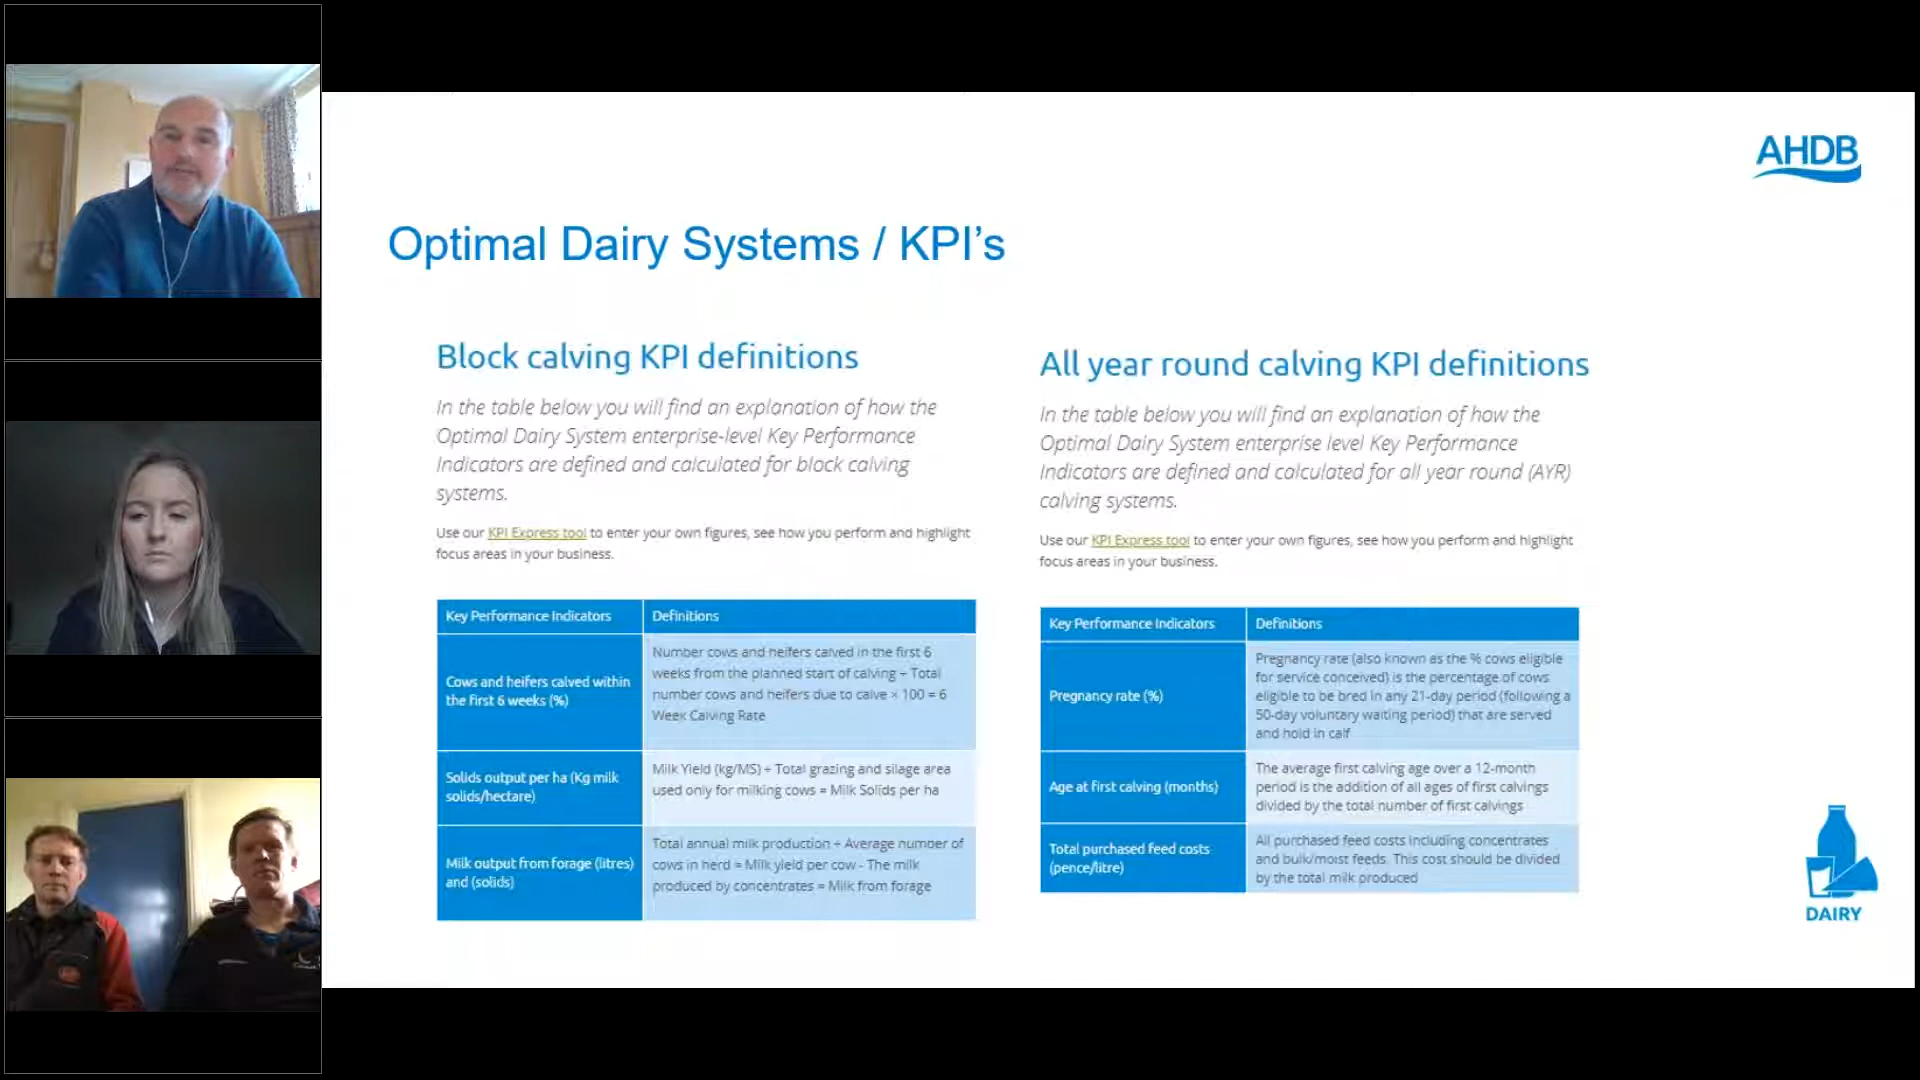 AHDB
Optimal Dairy Systems / KPI's
Block calving KPI definitions
In the table below you will find an explanation of how the
Optimal Dairy System enterprise-level Key Performance
Indicators are defined and calculated for block calving
systems.
Use our KPI Express tool to enter your own figures, see how you perform and highlight
focus areas in your business.
Key Performance Indicators
Definitions
Cows and heifers calved within
the first 6 weeks (%)
Number cows and heifers calved in the first 6
weeks from the planned start of calving ÷ Total
number cows and heifers due to calve × 100 = 6
Week Calving Rate
Solids output per ha (Kg milk
solids/hectare)
Milk Yield (kg/MS) ÷ Total grazing and silage area
used only for milking cows = Milk Solids per ha
Milk output from forage (litres)
and (solids)
Total annual milk production ÷ Average number of
cows in herd = Milk yield per cow - The milk
produced by concentrates = Milk from forage
All year round calving KPI definitions
In the table below you will find an explanation of how the
Optimal Dairy System enterprise level Key Performance
Indicators are defined and calculated for all year round (AYR)
calving systems.
Use our KPI Express tool to enter your own figures, see how you perform and highlight
focus areas in your business.
Key Performance Indicators
Definitions
Pregnancy rate (%)
Pregnancy rate (also known as the % cows eligible
for service conceived) is the percentage of cows
eligible to be bred in any 21-day period (following a
50-day voluntary waiting period) that are served
and hold in calf
Age at first calving (months)
The average first calving age over a 12-month
period is the addition of all ages of first calvings
divided by the total number of first calvings
Total purchased feed costs
(pence/litre)
All purchased feed costs including concentrates
and bulk/moist feeds. This cost should be divided
by the total milk produced
DAIRY